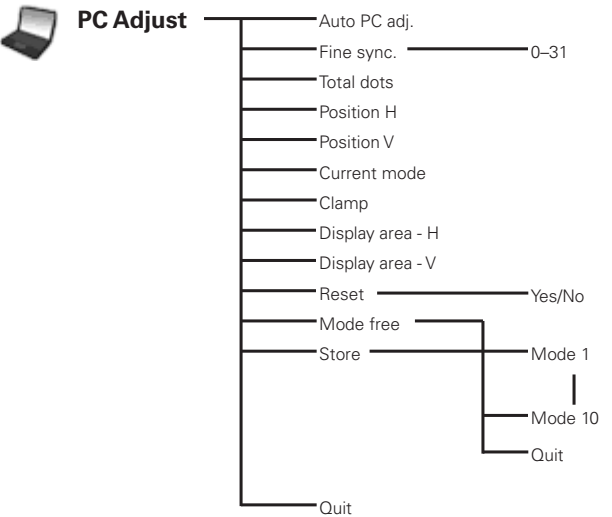 PC Adjust
Auto PC adj.
Fine sync. 0–31
Total dots
Position H
Position V
Current mode
Clamp
Display area - H
Display area - V
Reset Yes/No
Mode free
Store Mode 1
Mode 10
Quit
Quit